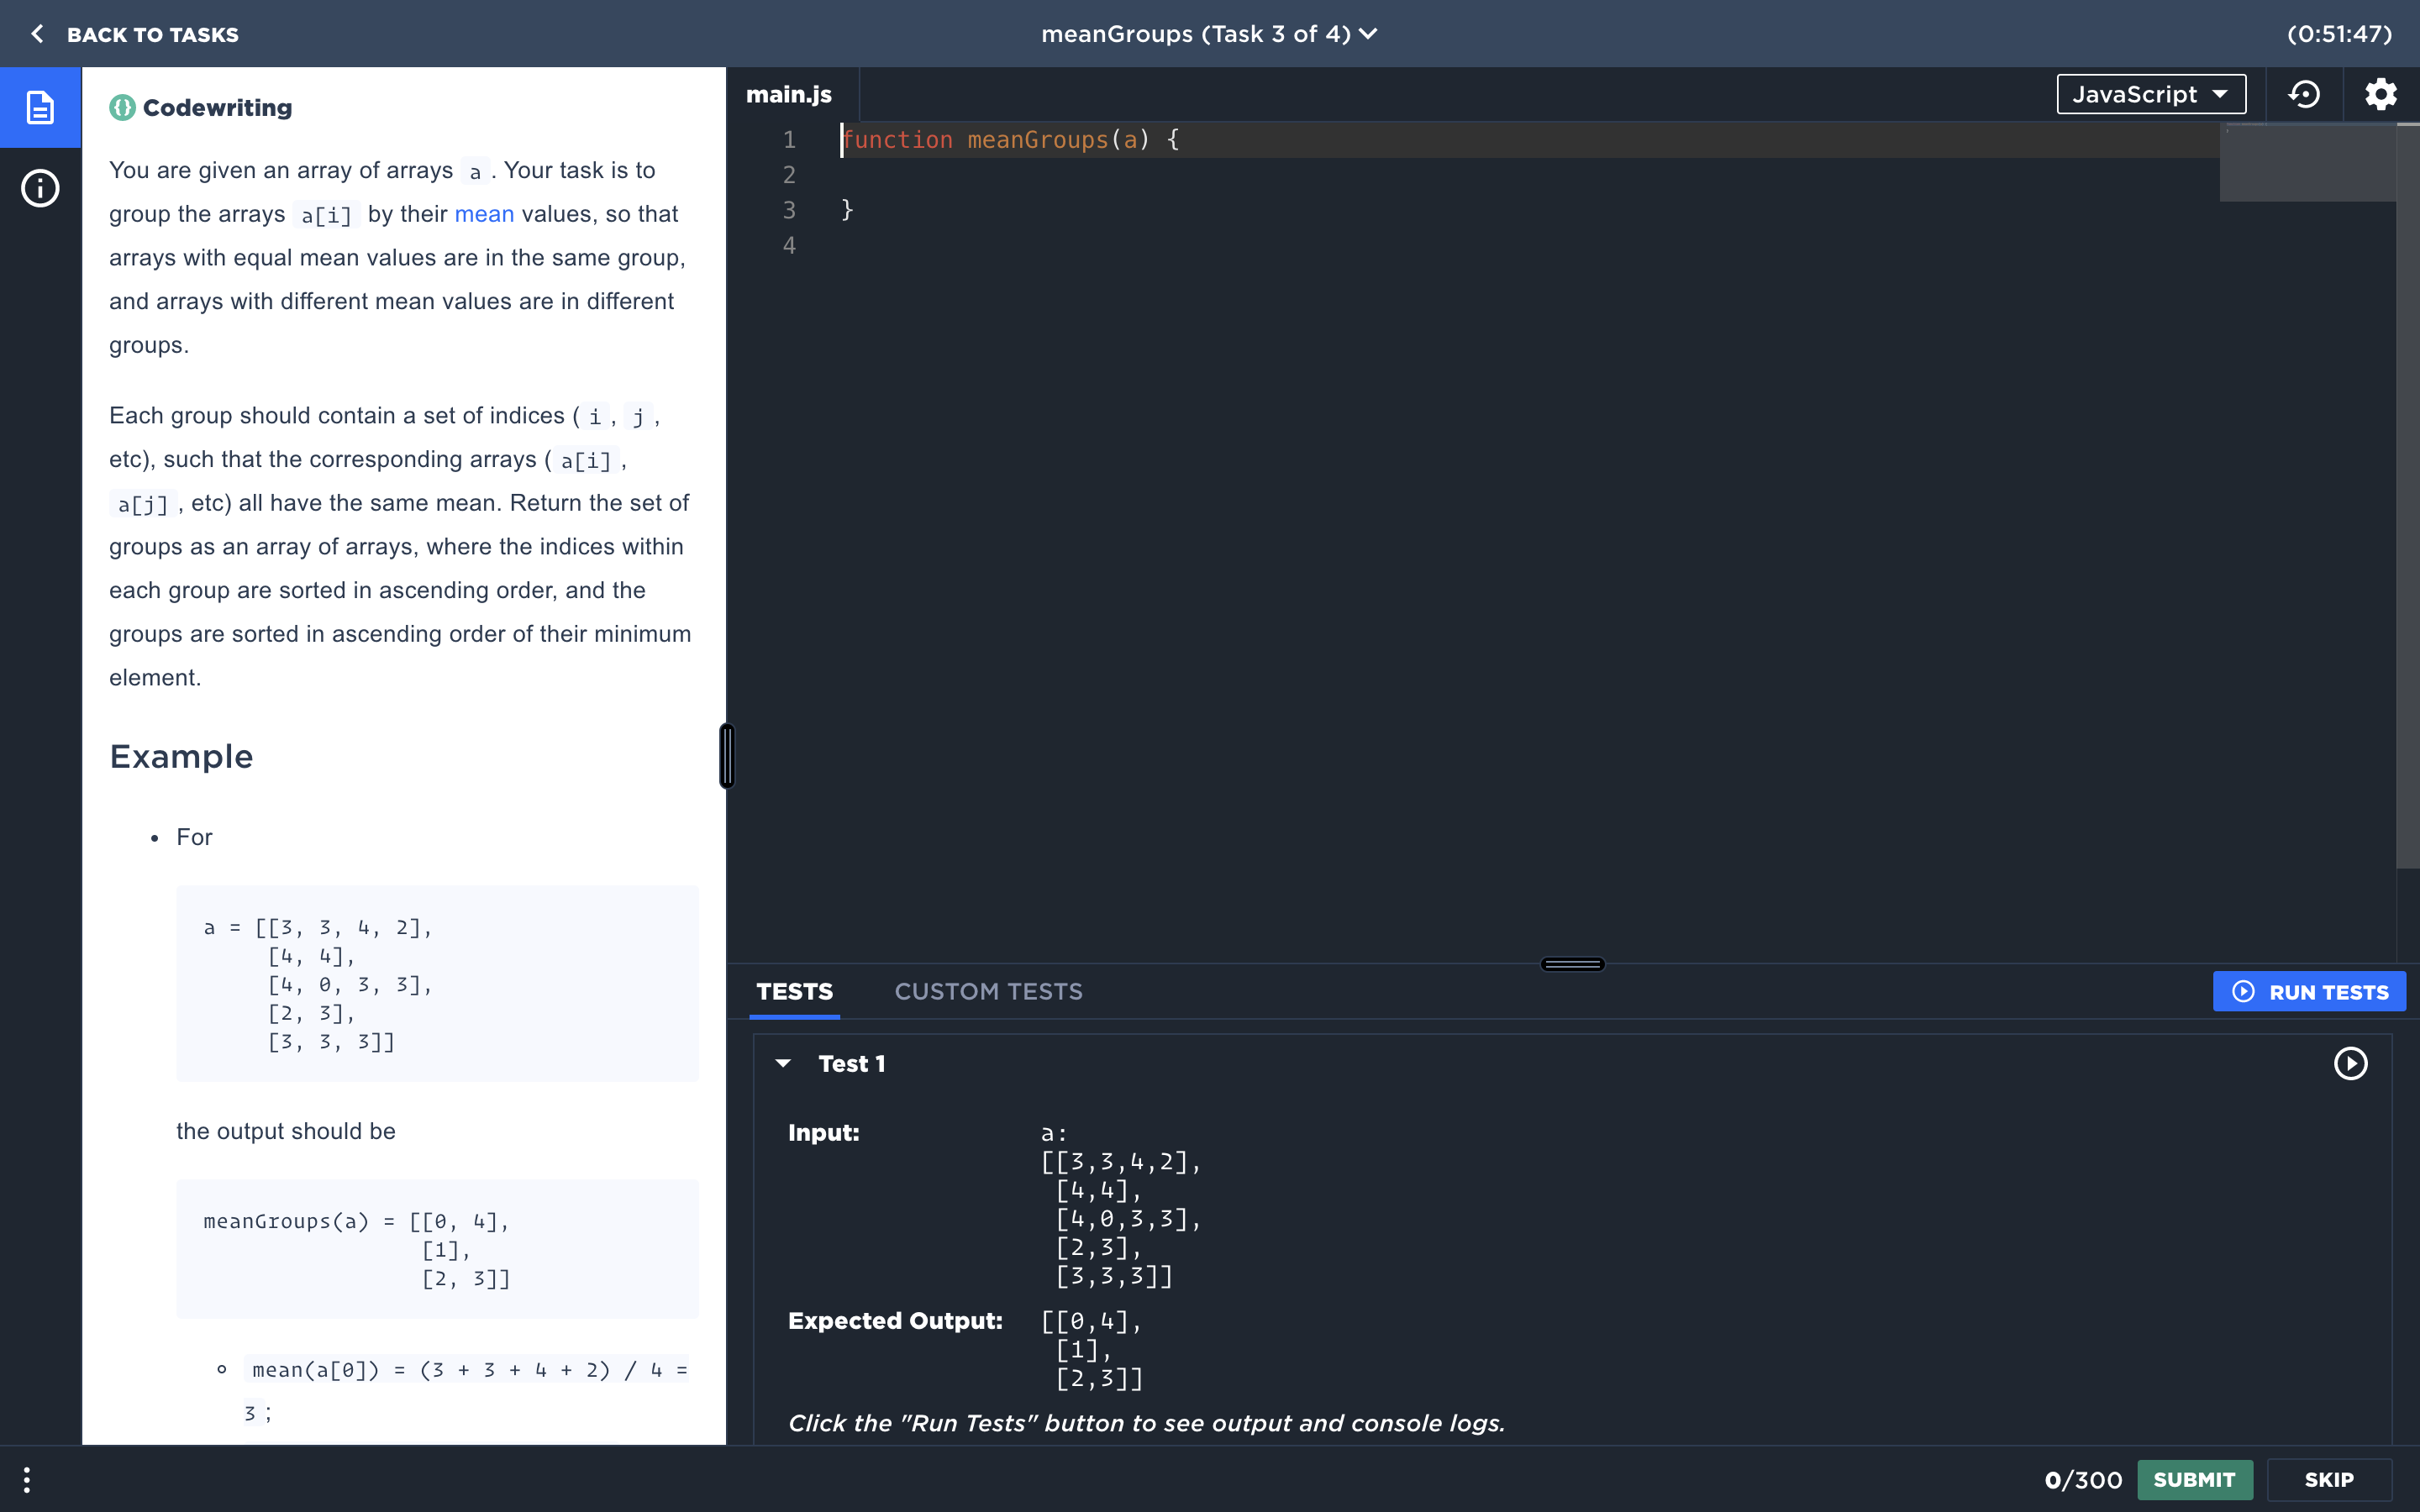 BACK TO TASKS
meanGroups (Task 3 of 4)
(0:51:47)
Codewriting
You are given an array of arrays a . Your task is to
group the arrays a[i] by their mean values, so that
arrays with equal mean values are in the same group,
and arrays with different mean values are in different
groups.
Each group should contain a set of indices ( i , j ,
etc), such that the corresponding arrays ( a[i] ,
a[j] , etc) all have the same mean. Return the set of
groups as an array of arrays, where the indices within
each group are sorted in ascending order, and the
groups are sorted in ascending order of their minimum
element.
Example
• For
a = [[3, 3, 4, 2],
[4, 4],
[4, 0, 3, 3],
[2, 3],
[3, 3, 3]]
the output should be
meanGroups(a) = [[0, 4],
[1],
[2, 3]]
mean(a[0]) = (3 + 3 + 4 + 2) / 4 =
3 ;
main.js
JavaScript
1 function meanGroups(a) {
2
3 }
4
TESTS
CUSTOM TESTS
RUN TESTS
Test 1
Input:
a:
[[3,3,4,2],
[4,4],
[4,0,3,3],
[2,3],
[3,3,3]]
Expected Output:
[[0,4],
[1],
[2,3]]
Click the "Run Tests" button to see output and console logs.
0/300
SUBMIT
SKIP